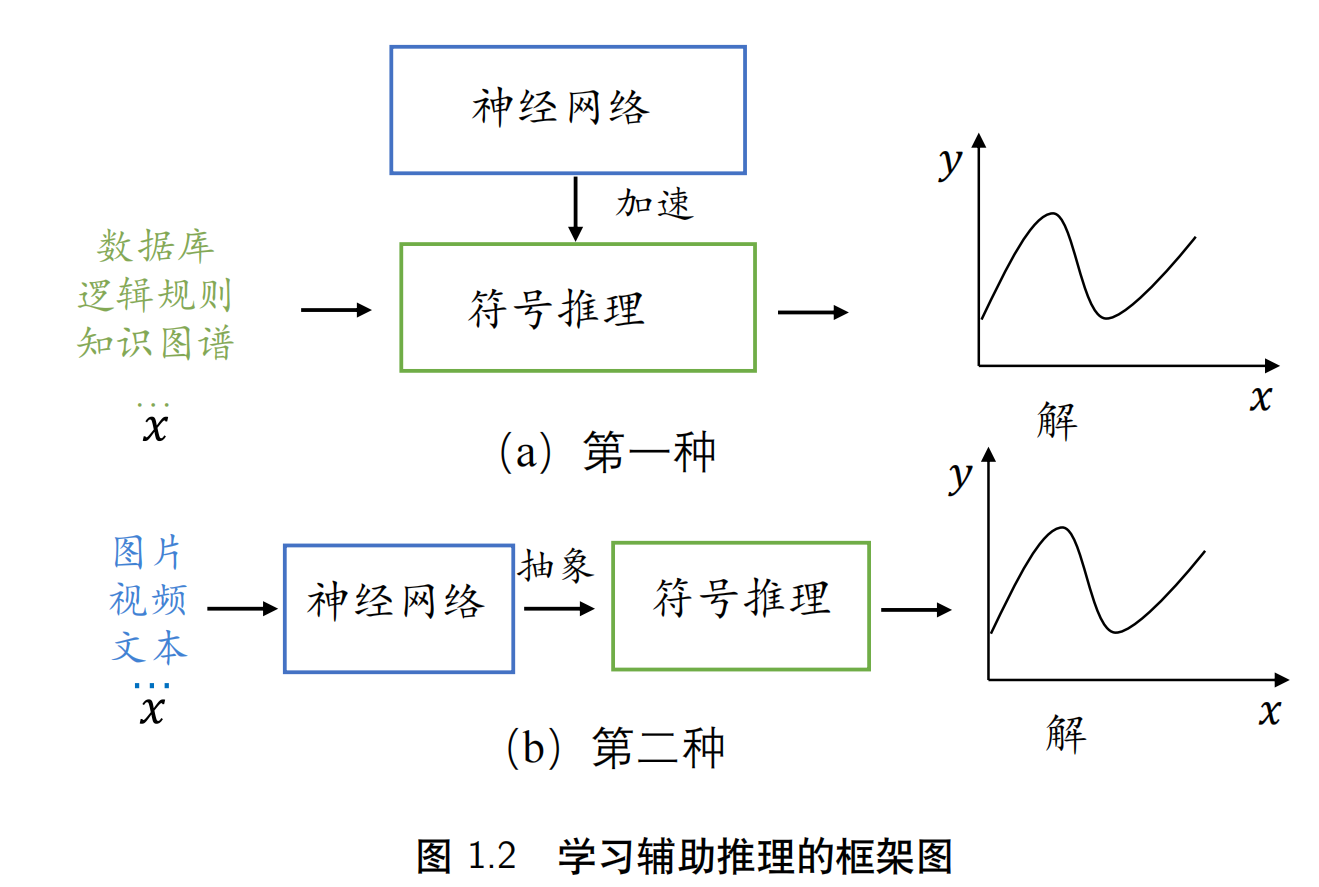 神经网络
加速
数据库
逻辑规则
知识图谱
...
x
符号推理
y
x
解
(a) 第一种
图片
视频
文本
...
x
神经网络
抽象
符号推理
y
x
解
(b) 第二种
图 1.2 学习辅助推理的框架图